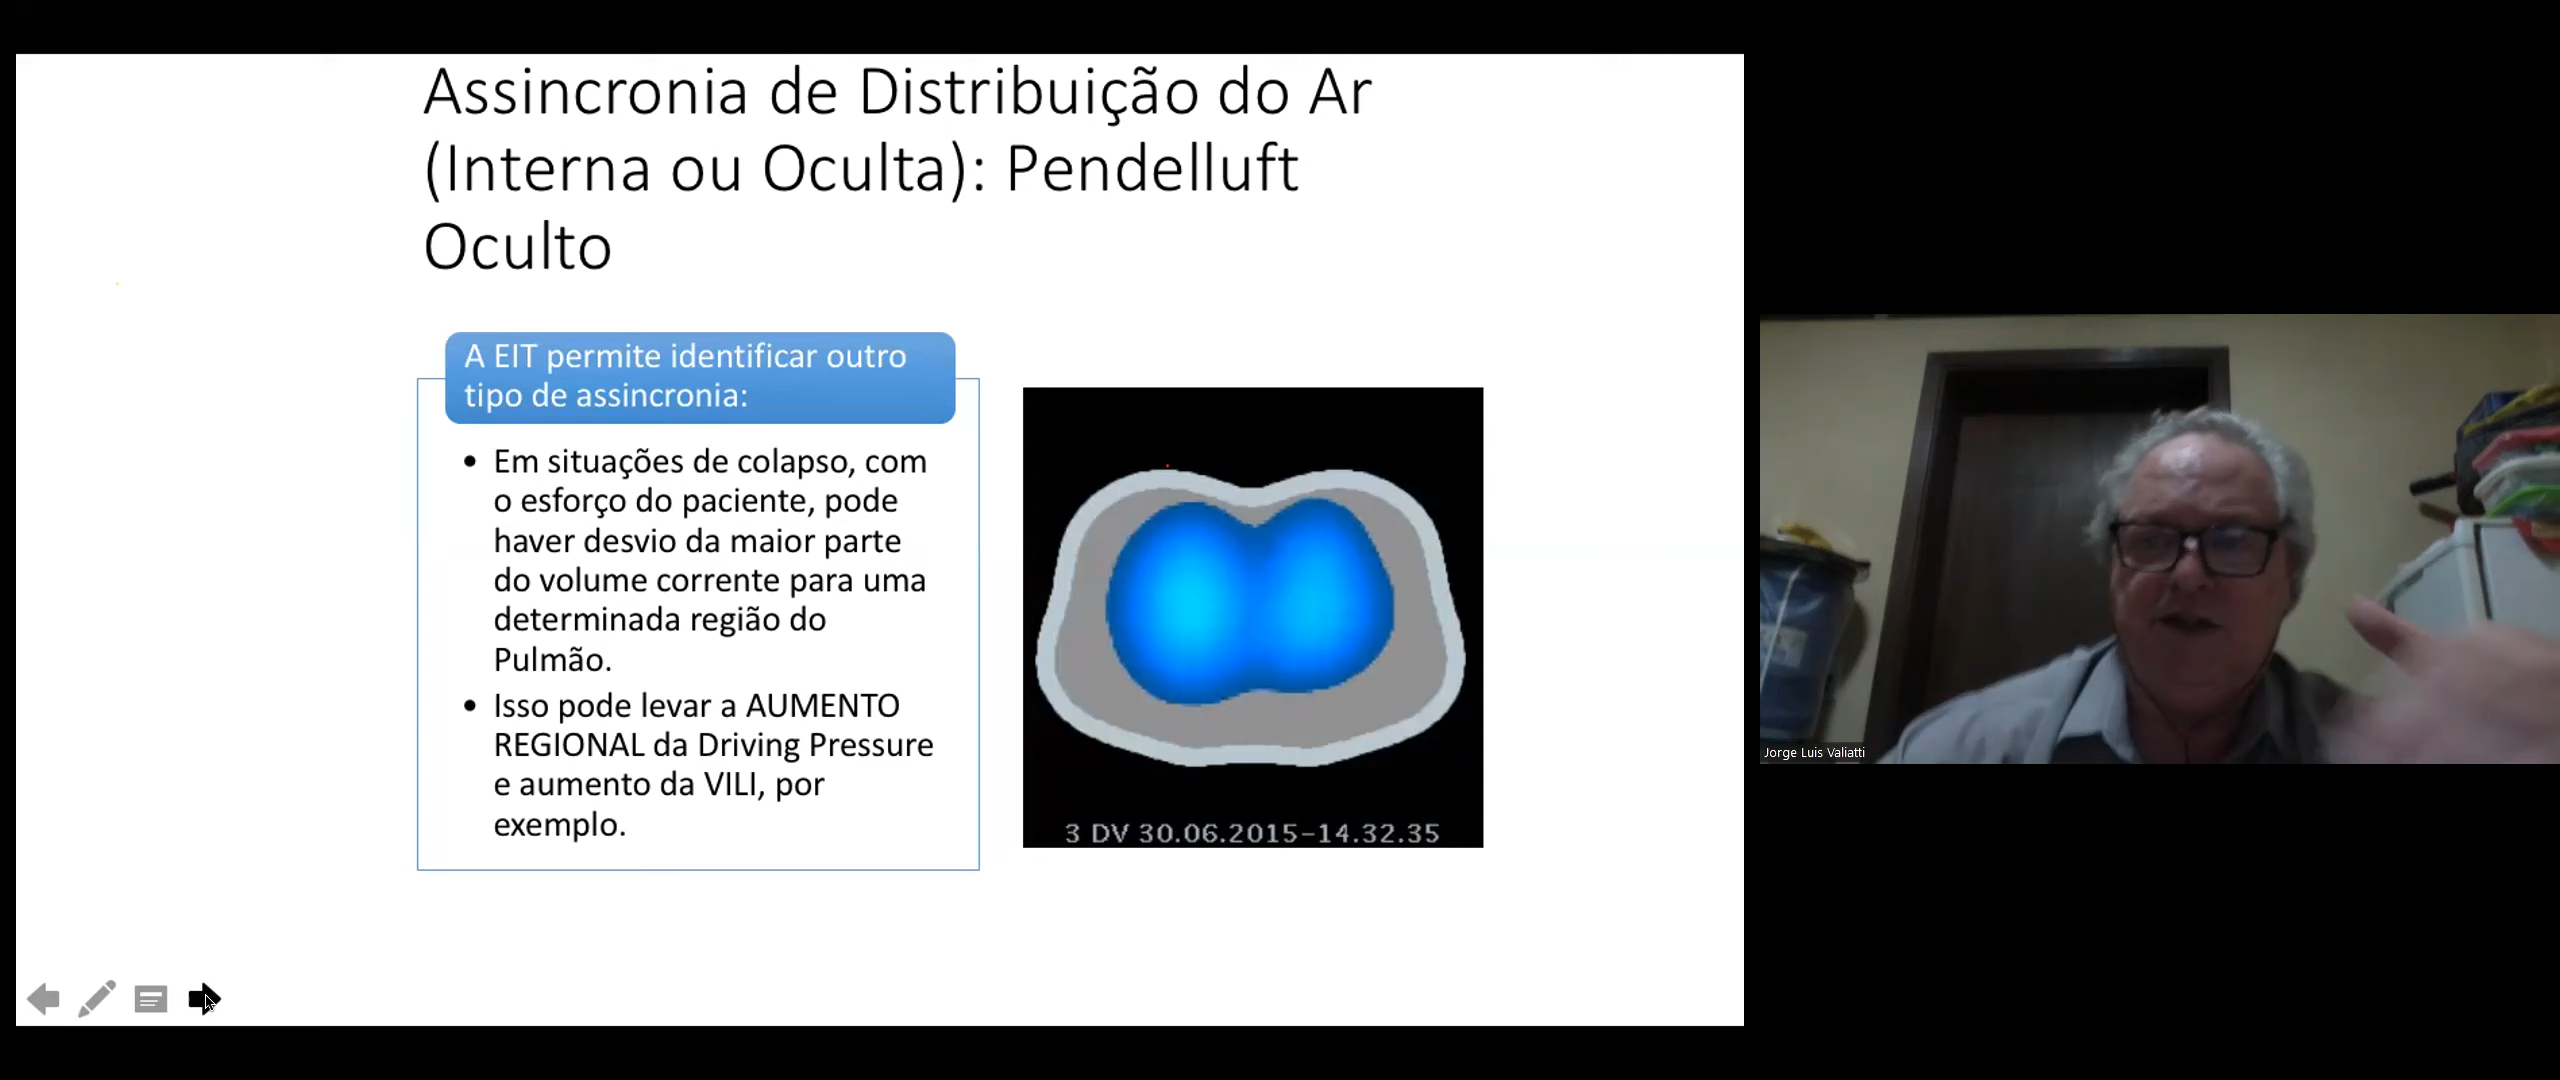 Assincronia de Distribuição do Ar
(Interna ou Oculta): Pendelluft
Oculto
A EIT permite identificar outro
tipo de assincronia:
• Em situações de colapso, com
o esforço do paciente, pode
haver desvio da maior parte
do volume corrente para uma
determinada região do
Pulmão.
• Isso pode levar a AUMENTO
REGIONAL da Driving Pressure
e aumento da VILI, por
exemplo.
3 DV 30.06.2015-14.32.35
Jorge Luis Valiatti